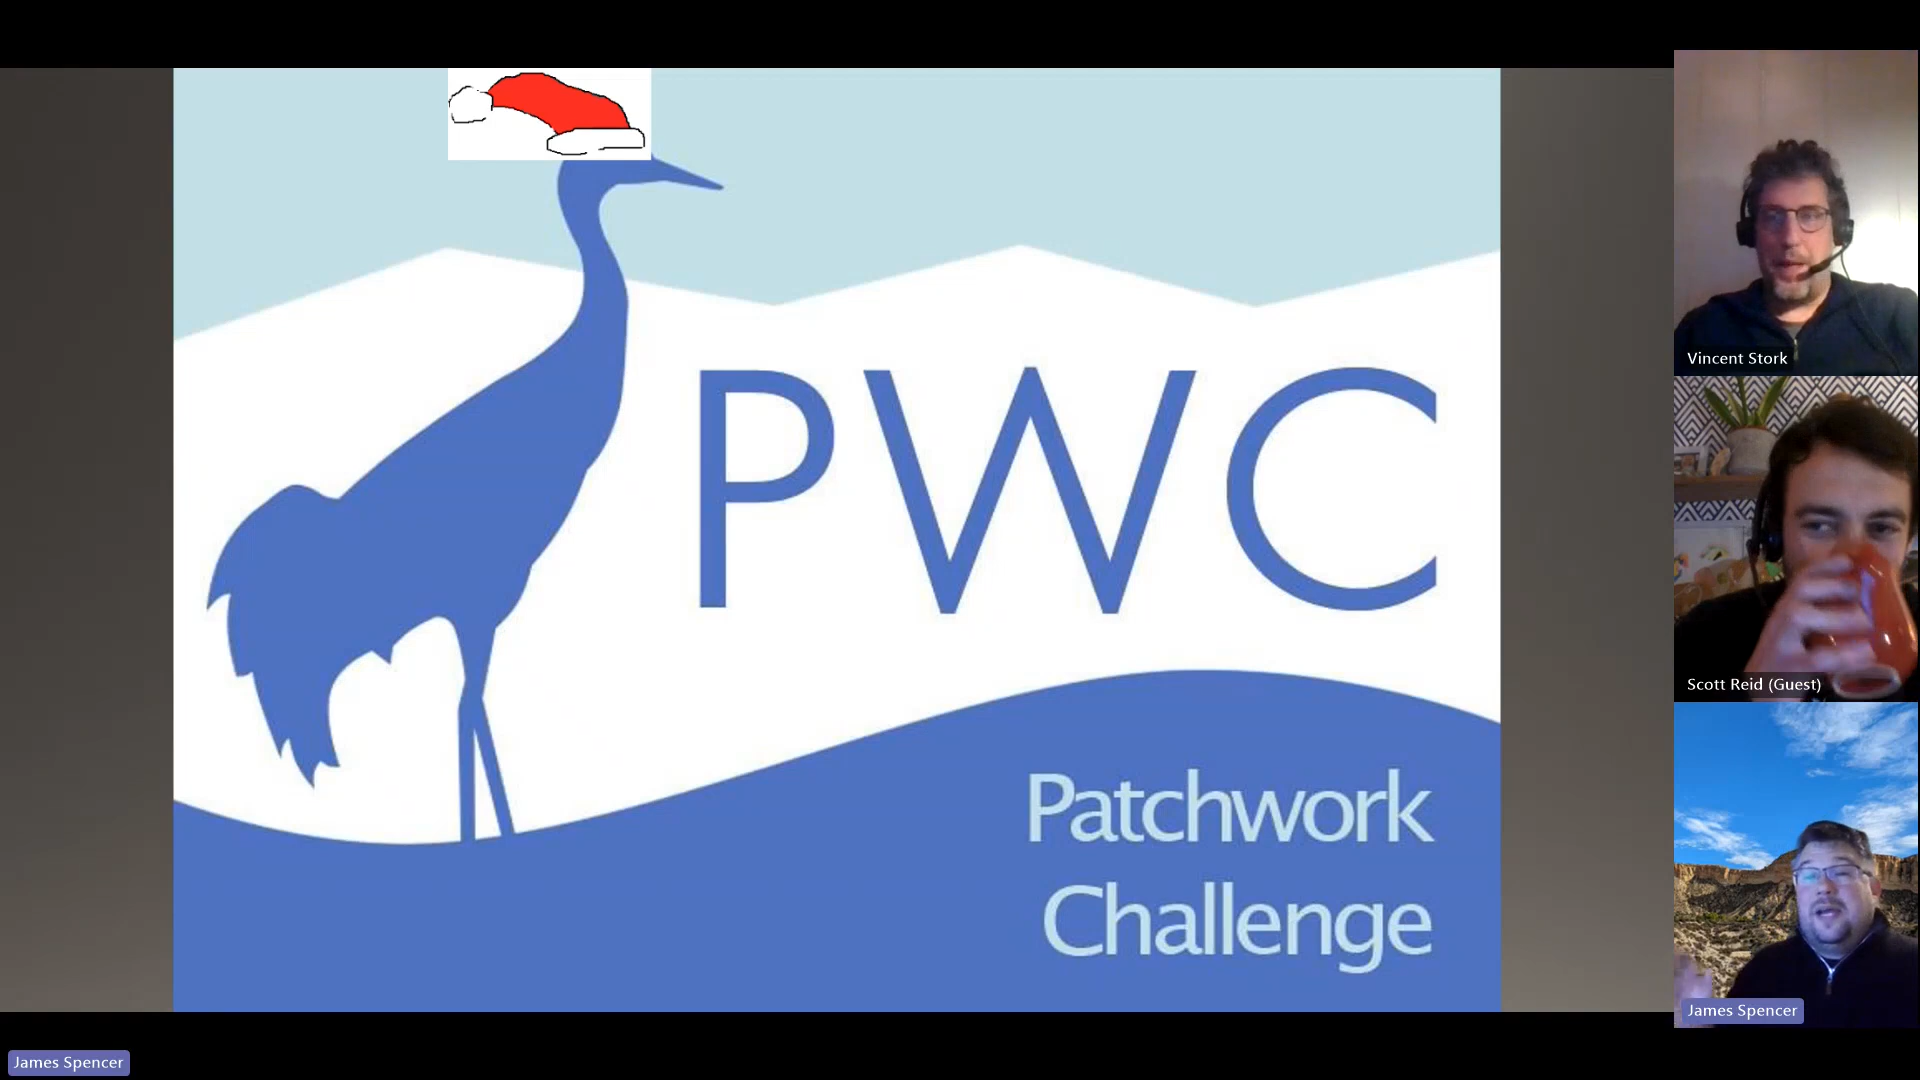 PWC
Patchwork
Challenge
Vincent Stork
Scott Reid (Guest)
James Spencer
James Spencer